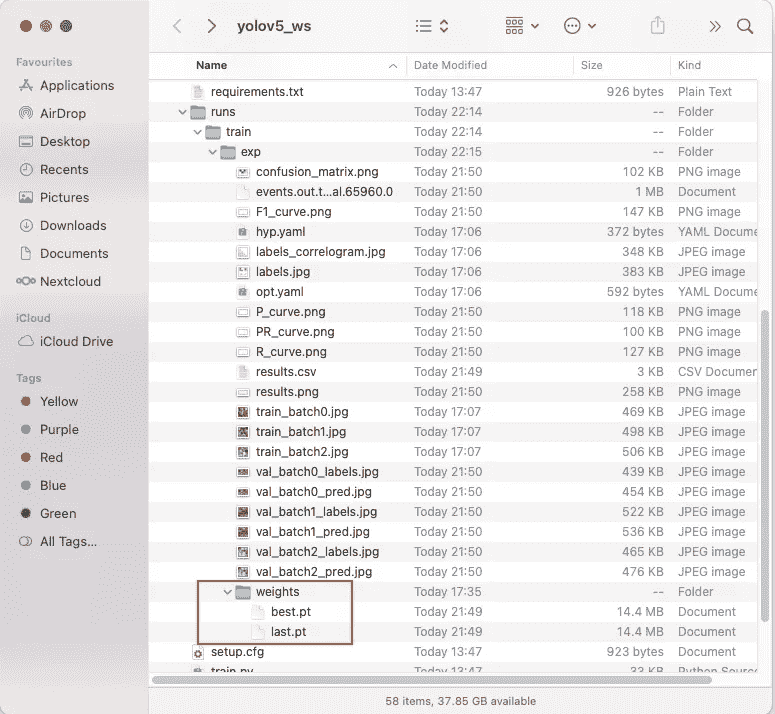 yolov5_ws
Favourites
Applications
AirDrop
Desktop
Recents
Pictures
Downloads
Documents
Nextcloud
iCloud
iCloud Drive
Tags
Yellow
Purple
Red
Blue
Green
All Tags...
Name Date Modified Size Kind
requirements.txt Today 13:47 926 bytes Plain Text
runs Today 22:14 -- Folder
train Today 22:14 -- Folder
exp Today 22:15 -- Folder
confusion_matrix.png Today 21:50 102 KB PNG image
events.out.t...al.65960.0 Today 21:50 1 MB Document
F1_curve.png Today 21:50 147 KB PNG image
hyp.yaml Today 17:06 372 bytes YAML Docume
labels_correlogram.jpg Today 17:06 348 KB JPEG image
labels.jpg Today 17:06 383 KB JPEG image
opt.yaml Today 17:06 592 bytes YAML Docume
P_curve.png Today 21:50 118 KB PNG image
PR_curve.png Today 21:50 100 KB PNG image
R_curve.png Today 21:50 127 KB PNG image
results.csv Today 21:49 3 KB CSV Documen
results.png Today 21:50 258 KB PNG image
train_batch0.jpg Today 17:07 469 KB JPEG image
train_batch1.jpg Today 17:07 498 KB JPEG image
train_batch2.jpg Today 17:07 506 KB JPEG image
val_batch0_labels.jpg Today 21:50 439 KB JPEG image
val_batch0_pred.jpg Today 21:50 454 KB JPEG image
val_batch1_labels.jpg Today 21:50 522 KB JPEG image
val_batch1_pred.jpg Today 21:50 536 KB JPEG image
val_batch2_labels.jpg Today 21:50 465 KB JPEG image
val_batch2_pred.jpg Today 21:50 476 KB JPEG image
weights Today 17:35 -- Folder
best.pt Today 21:49 14.4 MB Document
last.pt Today 21:49 14.4 MB Document
setup.cfg Today 13:47 923 bytes Document
train.py Today 13:47 33 KB Python Source
58 items, 37.85 GB available